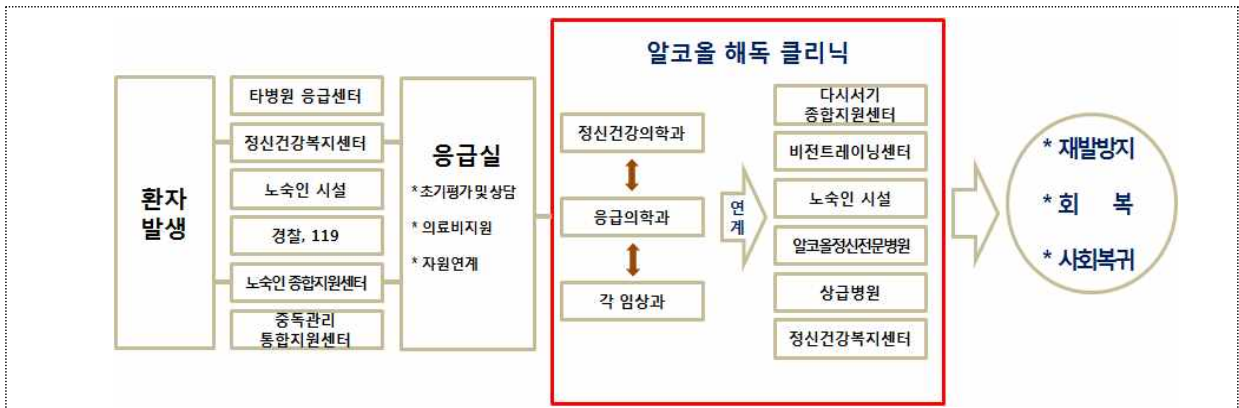 알코올 해독 클리닉
환자
발생
타병원 응급센터
정신건강복지센터
노숙인 시설
경찰, 119
노숙인 종합지원센터
중독관리
통합지원센터
응급실
* 초기평가 및 상담
* 의료비지원
* 자원연계
정신건강의학과
응급의학과
각 임상과
연
계
다시서기
종합지원센터
비전트레이닝센터
노숙인 시설
알코올정신전문병원
상급병원
정신건강복지센터
* 재발방지
* 회 복
* 사회복귀